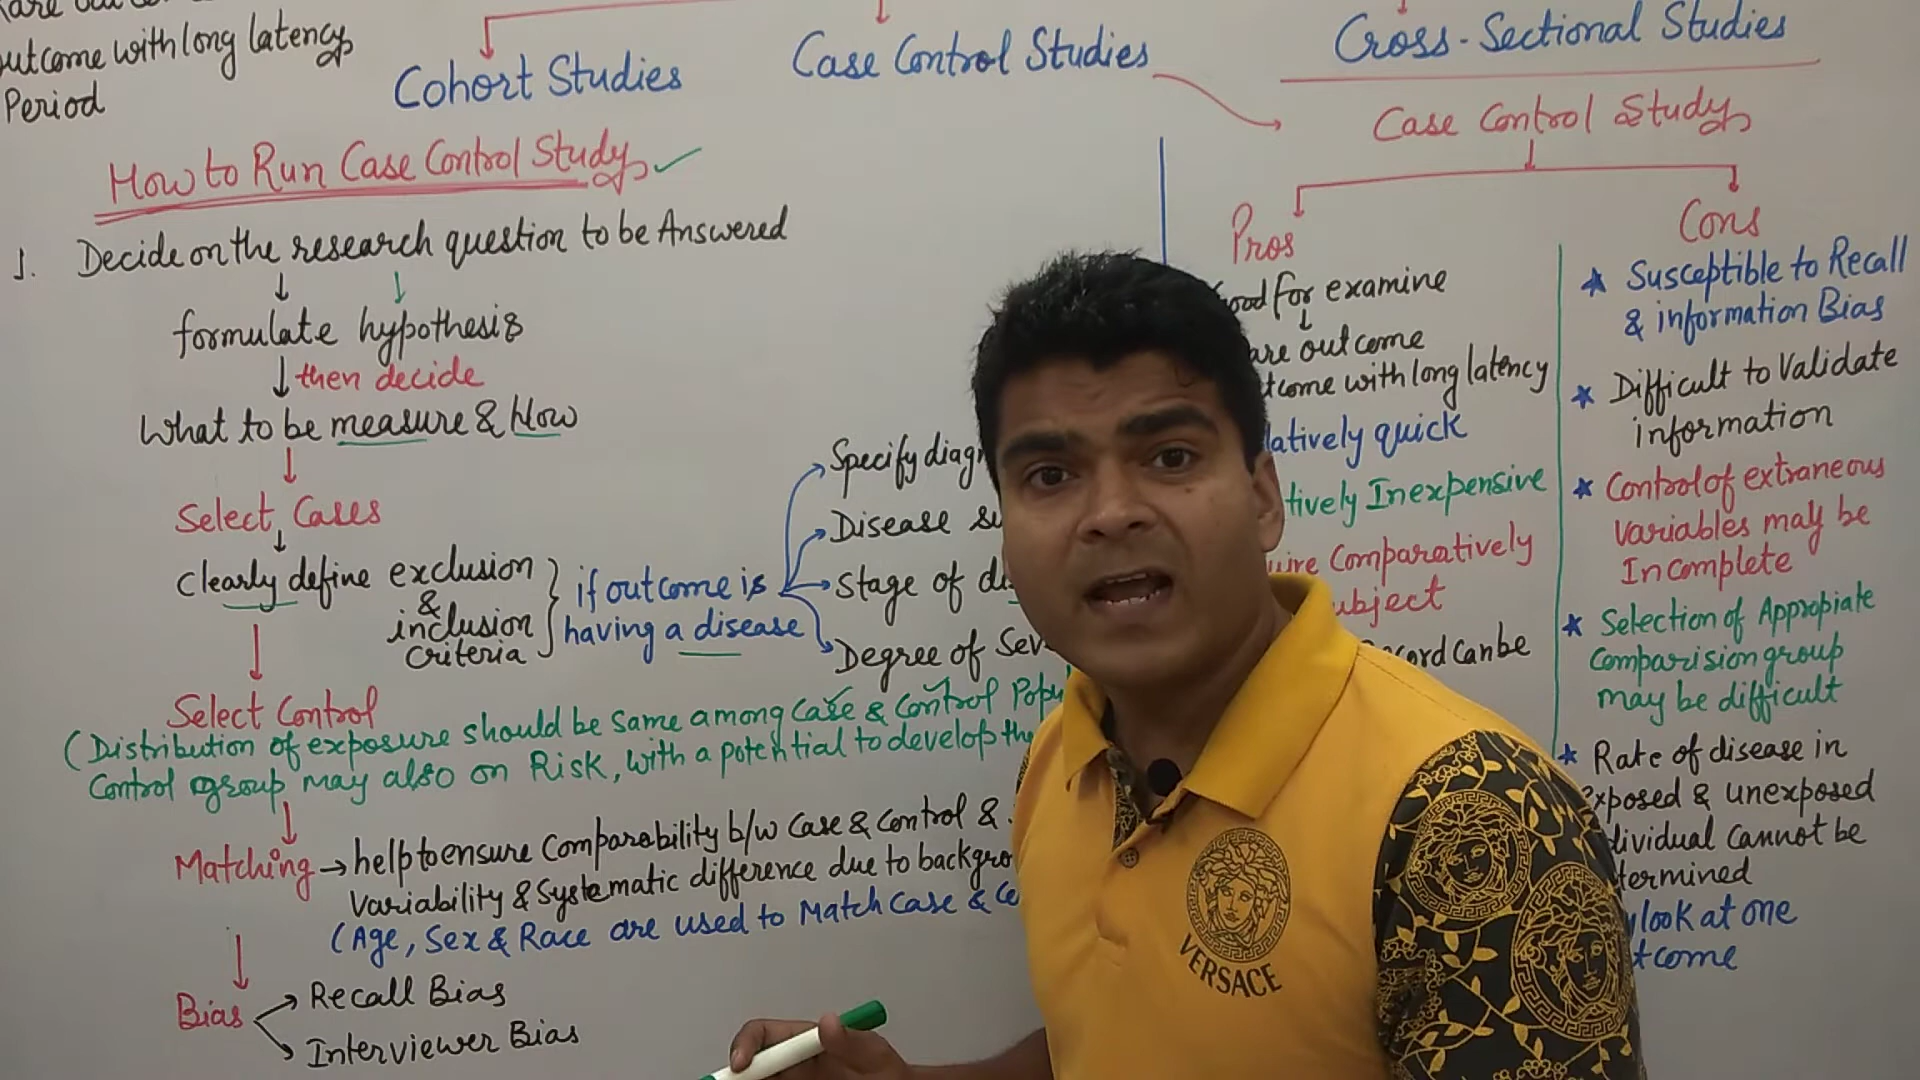 outcome with long latency
Period
Cohort Studies
Case Control Studies
Cross-Sectional Studies
How to Run Case Control Study
1. Decide on the research question to be Answered
formulate hypothesis
then decide
What to be measure & How
Select Cases
Clearly define exclusion
&
inclusion
criteria
if outcome is
having a disease
Specify
Disease
Stage of
Degree of
Select Control
(Distribution of exposure should be same among case & control
Control group may also on Risk, with a potential to develop the
Matching → help to ensure Comparability b/w Case & Control &
Variability & Systematic difference due to
(Age, Sex & Race are used to Match Case &
Bias
Recall Bias
Interviewer Bias
Case Control Study
Pros
for examine
outcome
with long latency
quick
Inexpensive
Comparatively
can be
Cons
★ Susceptible to Recall
& information Bias
★ Difficult to Validate
information
★ Control of extraneous
Variables may be
Incomplete
★ Selection of Appropiate
Comparision group
may be difficult
★ Rate of disease in
& unexposed
cannot be
look at one
VERSACE